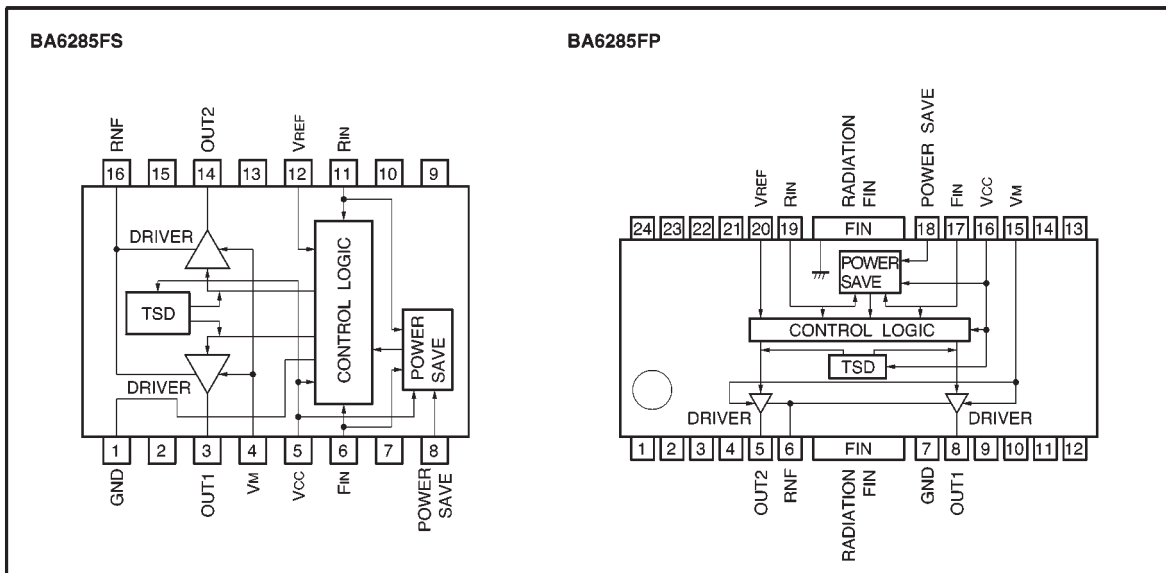 BA6285FS
RNF
OUT2
VREF
RIN
16 15 14 13 12 11 10 9
DRIVER
TSD
DRIVER
CONTROL LOGIC
POWER
SAVE
1 2 3 4 5 6 7 8
GND
OUT1
VM
VCC
FIN
POWER
SAVE
BA6285FP
VREF
RIN
RADIATION
FIN
POWER SAVE
FIN
VCC
VM
24 23 22 21 20 19 FIN 18 17 16 15 14 13
POWER
SAVE
CONTROL LOGIC
TSD
DRIVER
DRIVER
1 2 3 4 5 6 FIN 7 8 9 10 11 12
OUT2
RNF
RADIATION
FIN
GND
OUT1